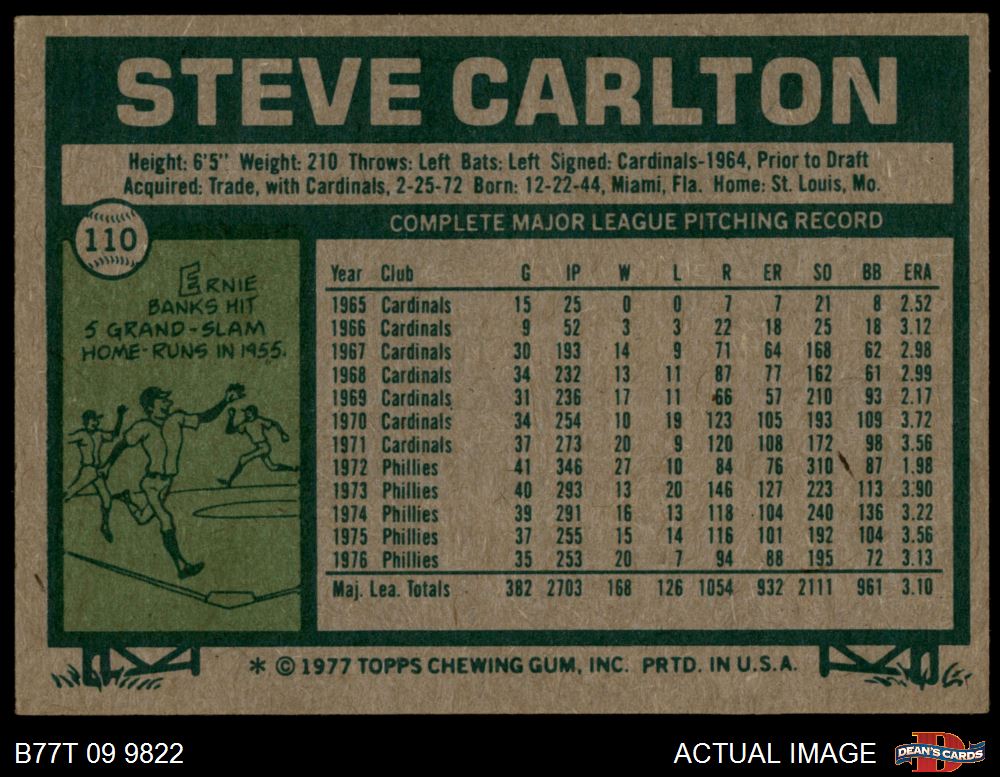 STEVE CARLTON
Height: 6'5" Weight: 210 Throws: Left Bats: Left Signed: Cardinals-1964, Prior to Draft
Acquired: Trade, with Cardinals, 2-25-72 Born: 12-22-44, Miami, Fla. Home: St. Louis, Mo.
110
ERNIE
BANKS HIT
5 GRAND-SLAM
HOME-RUNS IN 1955.
COMPLETE MAJOR LEAGUE PITCHING RECORD
Year Club G IP W L R ER SO BB ERA
1965 Cardinals 15 25 0 0 7 7 21 8 2.52
1966 Cardinals 9 52 3 3 22 18 25 18 3.12
1967 Cardinals 30 193 14 9 71 64 168 62 2.98
1968 Cardinals 34 232 13 11 87 77 162 61 2.99
1969 Cardinals 31 236 17 11 66 57 210 93 2.17
1970 Cardinals 34 254 10 19 123 105 193 109 3.72
1971 Cardinals 37 273 20 9 120 108 172 98 3.56
1972 Phillies 41 346 27 10 84 76 310 87 1.98
1973 Phillies 40 293 13 20 146 127 223 113 3.90
1974 Phillies 39 291 16 13 118 104 240 136 3.22
1975 Phillies 37 255 15 14 116 101 192 104 3.56
1976 Phillies 35 253 20 7 94 88 195 72 3.13
Maj. Lea. Totals 382 2703 168 126 1054 932 2111 961 3.10
* © 1977 TOPPS CHEWING GUM, INC. PRTD. IN U.S.A.
B77T 09 9822
ACTUAL IMAGE
DEAN'S CARDS